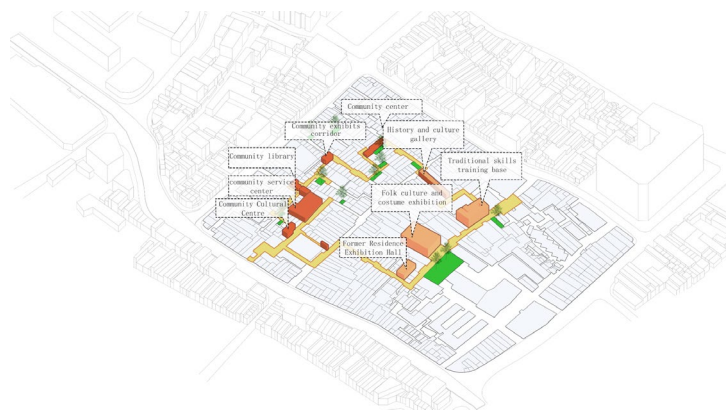 Community center
Community exhibits
corridor
History and culture
gallery
Community library
Traditional skills
training base
community service
center
Folk culture and
costume exhibition
Community Cultural
Centre
Former Residence
Exhibition Hall